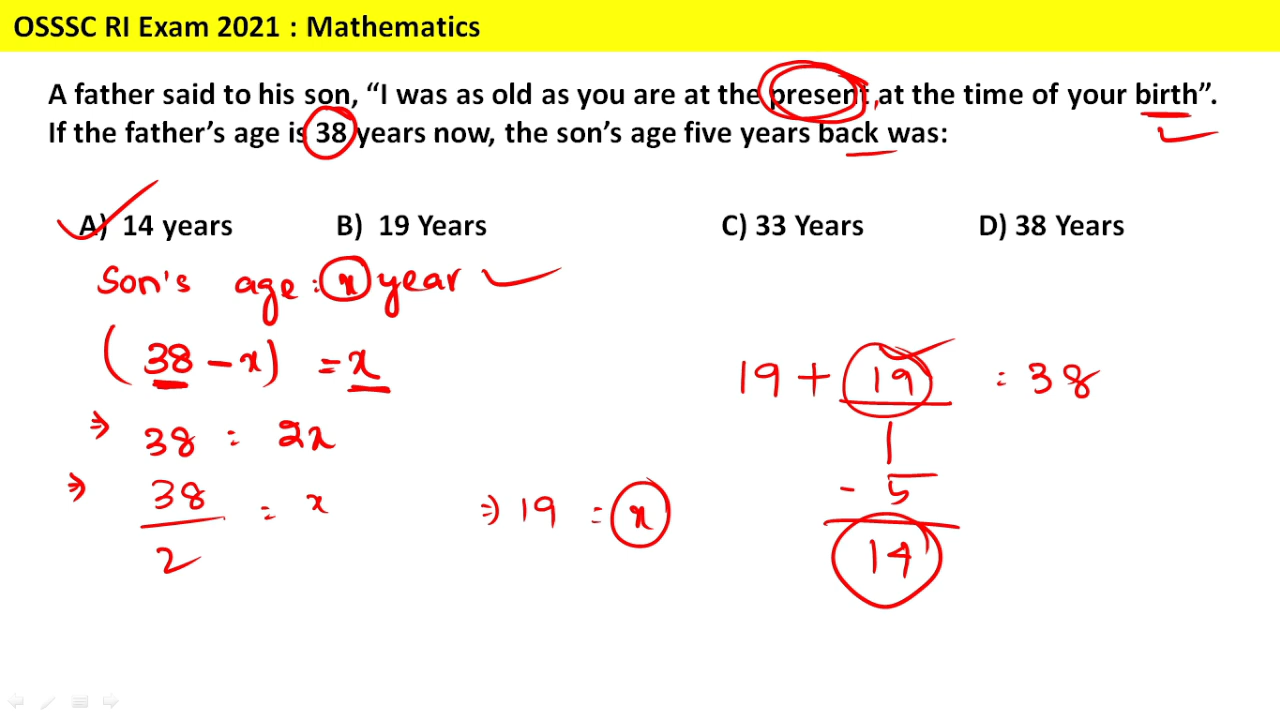 OSSSC RI Exam 2021 : Mathematics
A father said to his son, “I was as old as you are at the present, at the time of your birth”.
If the father’s age is 38 years now, the son’s age five years back was:
A) 14 years B) 19 Years C) 33 Years D) 38 Years
Son's age : x year
(38 - x) = x
19 + 19 = 38
⇒ 38 = 2x
⇒ 38/2 = x ⇒ 19 = x
- 5
14